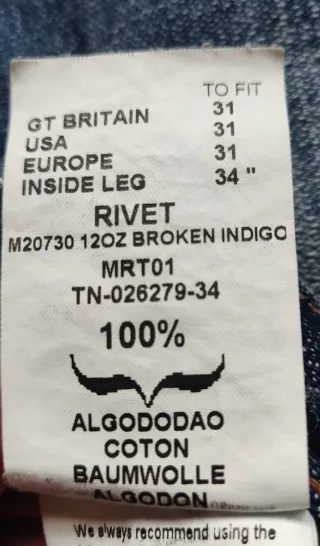 TO FIT
GT BRITAIN 31
USA 31
EUROPE 31
INSIDE LEG 34 "
RIVET
M20730 12OZ BROKEN INDIGO
MRT01
TN-026279-34
100%
ALGODODAO
COTON
BAUMWOLLE
ALGODON
We always recommend using the